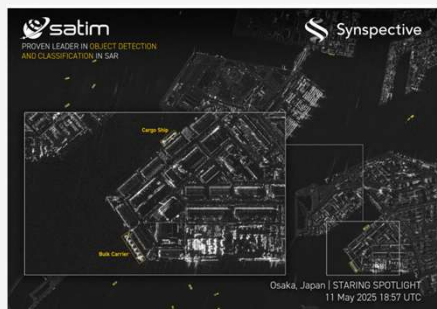 satim
Synspective
PROVEN LEADER IN OBJECT DETECTION
AND CLASSIFICATION IN SAR
Cargo Ship
Bulk Carrier
Osaka, Japan | STARING SPOTLIGHT
11 May 2025 18:57 UTC